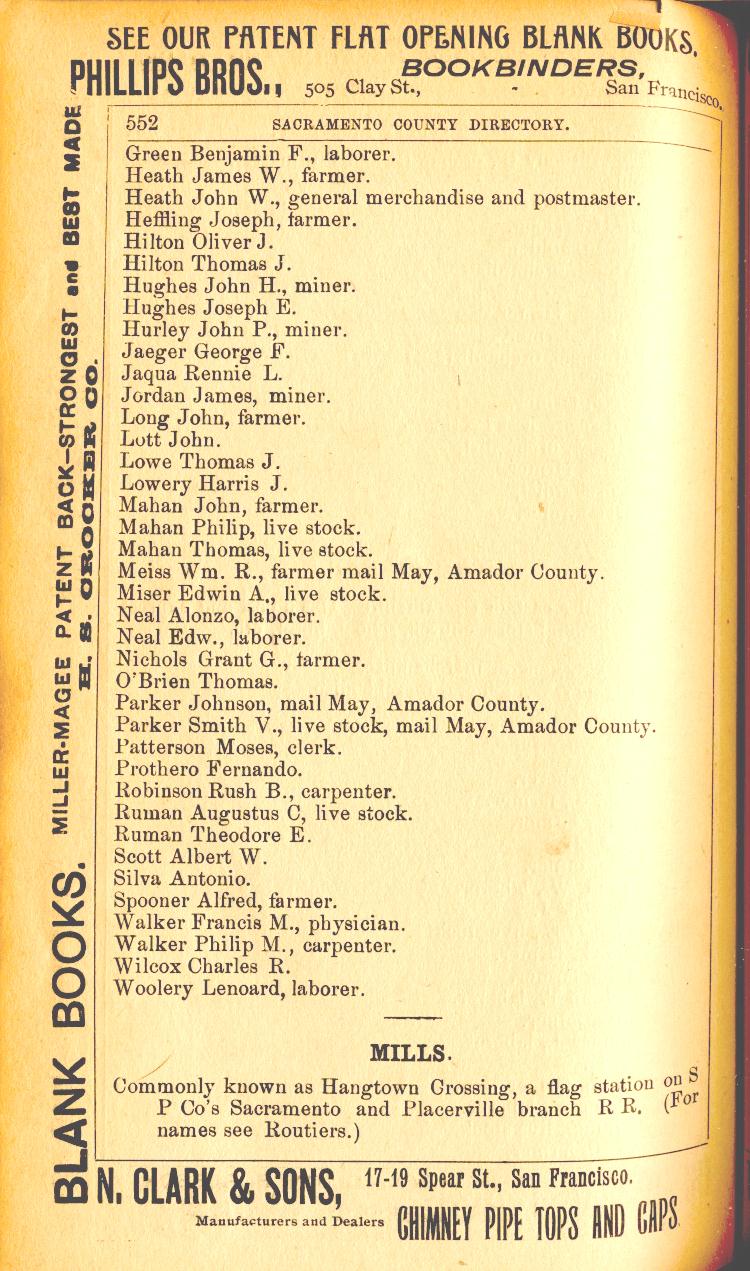 SEE OUR PATENT FLAT OPENING BLANK BOOKS.
PHILLIPS BROS., 505 Clay St., BOOKBINDERS, San Francisco.
552 SACRAMENTO COUNTY DIRECTORY.
Green Benjamin F., laborer.
Heath James W., farmer.
Heath John W., general merchandise and postmaster.
Heffling Joseph, farmer.
Hilton Oliver J.
Hilton Thomas J.
Hughes John H., miner.
Hughes Joseph E.
Hurley John P., miner.
Jaeger George F.
Jaqua Rennie L.
Jordan James, miner.
Long John, farmer.
Lott John.
Lowe Thomas J.
Lowery Harris J.
Mahan John, farmer.
Mahan Philip, live stock.
Mahan Thomas, live stock.
Meiss Wm. R., farmer mail May, Amador County.
Miser Edwin A., live stock.
Neal Alonzo, laborer.
Neal Edw., laborer.
Nichols Grant G., farmer.
O'Brien Thomas.
Parker Johnson, mail May, Amador County.
Parker Smith V., live stock, mail May, Amador County.
Patterson Moses, clerk.
Prothero Fernando.
Robinson Rush B., carpenter.
Ruman Augustus C, live stock.
Ruman Theodore E.
Scott Albert W.
Silva Antonio.
Spooner Alfred, farmer.
Walker Francis M., physician.
Walker Philip M., carpenter.
Wilcox Charles R.
Woolery Lenoard, laborer.
MILLS.
Commonly known as Hangtown Crossing, a flag station on S
P Co's Sacramento and Placerville branch R R. (For
names see Routiers.)
BLANK BOOKS. MILLER-MAGEE PATENT BACK—STRONGEST and BEST MADE
H. S. CROCKER CO.
N. CLARK & SONS, 17-19 Spear St., San Francisco.
Manufacturers and Dealers CHIMNEY PIPE TOPS AND CAPS